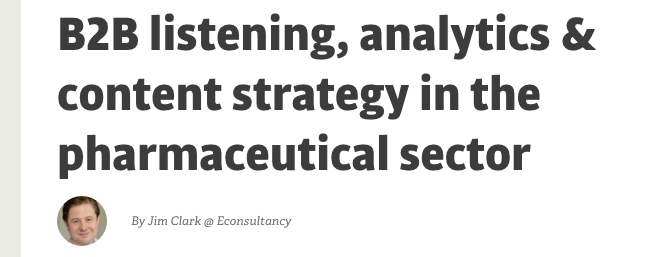 B2B listening, analytics &
content strategy in the
pharmaceutical sector
By Jim Clark @ Econsultancy